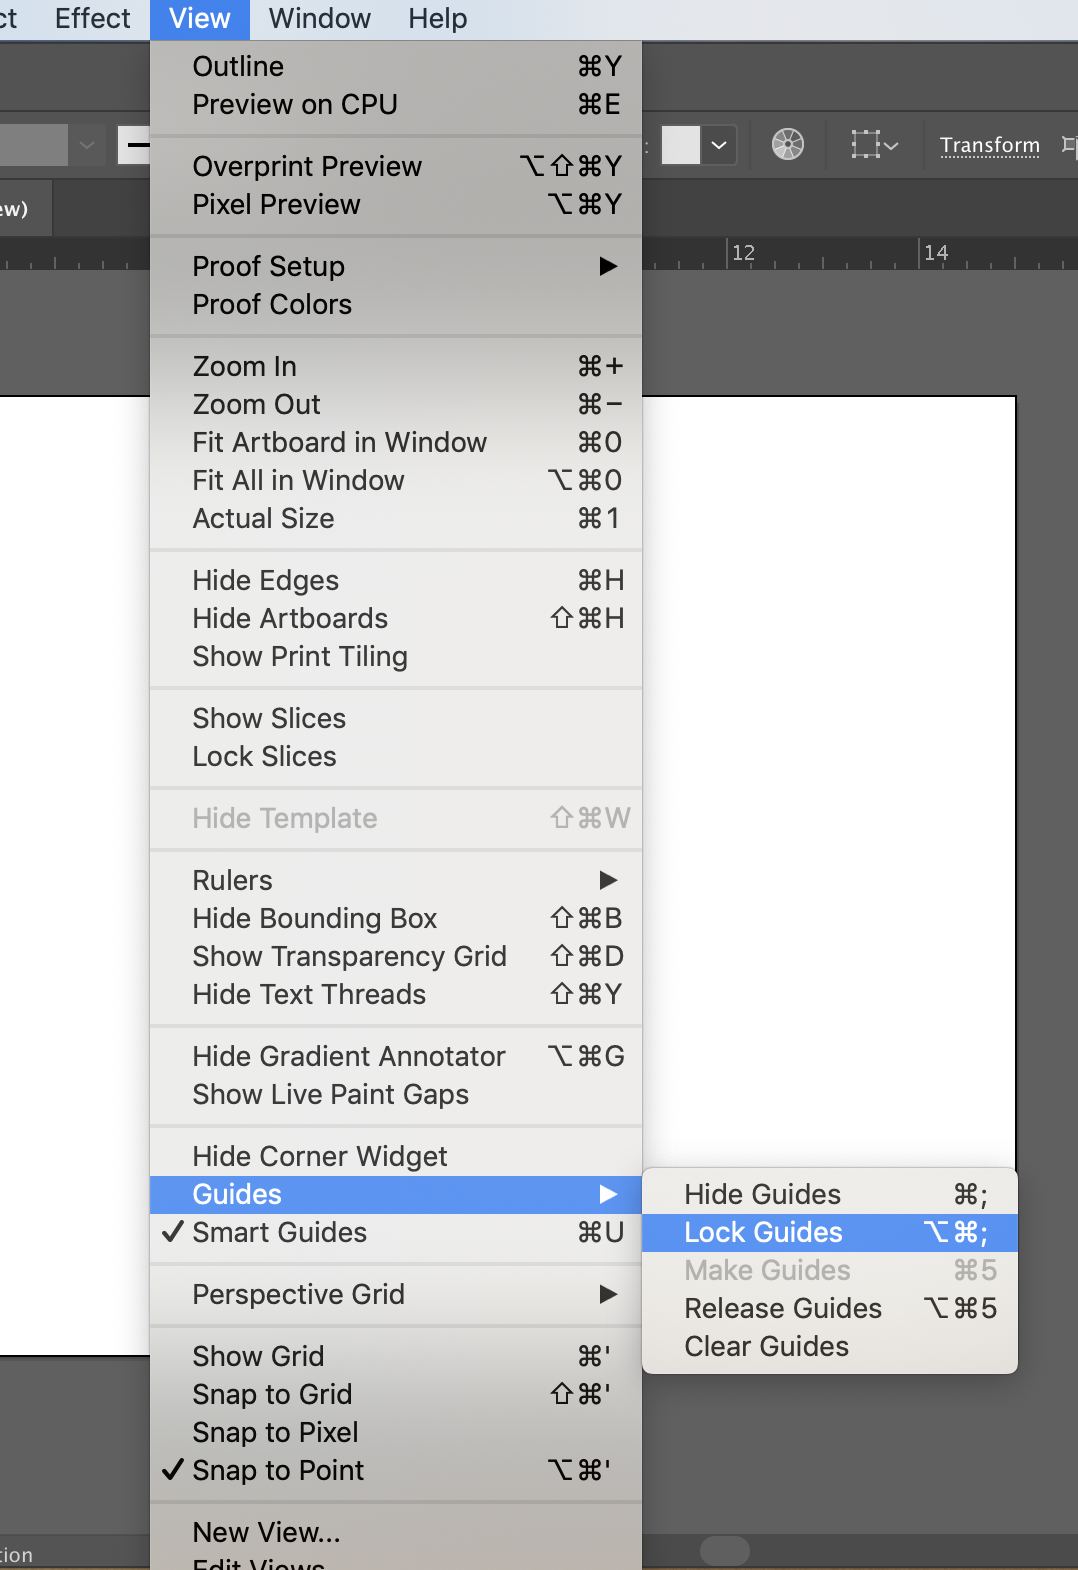 ct Effect View Window Help
Outline ⌘Y
Preview on CPU ⌘E
: Transform
Overprint Preview ⌥⇧⌘Y
Pixel Preview ⌥⌘Y
ew)
12 14
Proof Setup ▶
Proof Colors
Zoom In ⌘+
Zoom Out ⌘−
Fit Artboard in Window ⌘0
Fit All in Window ⌥⌘0
Actual Size ⌘1
Hide Edges ⌘H
Hide Artboards ⇧⌘H
Show Print Tiling
Show Slices
Lock Slices
Hide Template ⇧⌘W
Rulers ▶
Hide Bounding Box ⇧⌘B
Show Transparency Grid ⇧⌘D
Hide Text Threads ⇧⌘Y
Hide Gradient Annotator ⌥⌘G
Show Live Paint Gaps
Hide Corner Widget
Guides ▶
✓ Smart Guides ⌘U
Hide Guides ⌘;
Lock Guides ⌥⌘;
Make Guides ⌘5
Release Guides ⌥⌘5
Clear Guides
Perspective Grid ▶
Show Grid ⌘'
Snap to Grid ⇧⌘'
Snap to Pixel
✓ Snap to Point ⌥⌘'
New View...
Edit Views...
tion